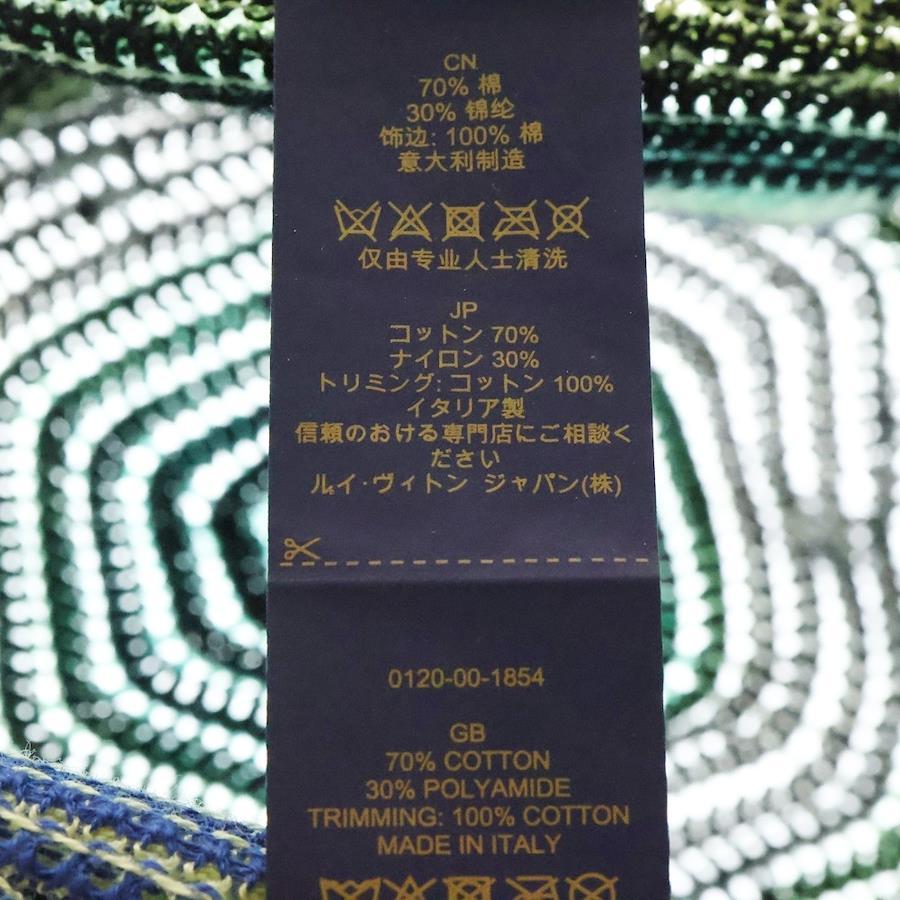 CN
70% 棉
30% 锦纶
饰边: 100% 棉
意大利制造
仅由专业人士清洗
JP
コットン 70%
ナイロン 30%
トリミング: コットン 100%
イタリア製
信頼のおける専門店にご相談く
ださい
ルイ・ヴィトン ジャパン(株)
0120-00-1854
GB
70% COTTON
30% POLYAMIDE
TRIMMING: 100% COTTON
MADE IN ITALY